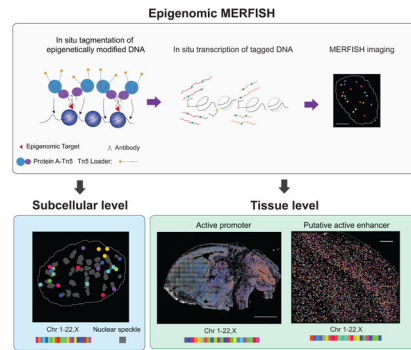 Epigenomic MERFISH
In situ tagmentation of
epigenetically modified DNA
In situ transcription of tagged DNA
MERFISH imaging
Epigenomic Target
Antibody
Protein A-Tn5
Tn5 Loader:
Subcellular level
Tissue level
Active promoter
Putative active enhancer
Chr 1-22,X
Nuclear speckle
Chr 1-22,X
Chr 1-22,X